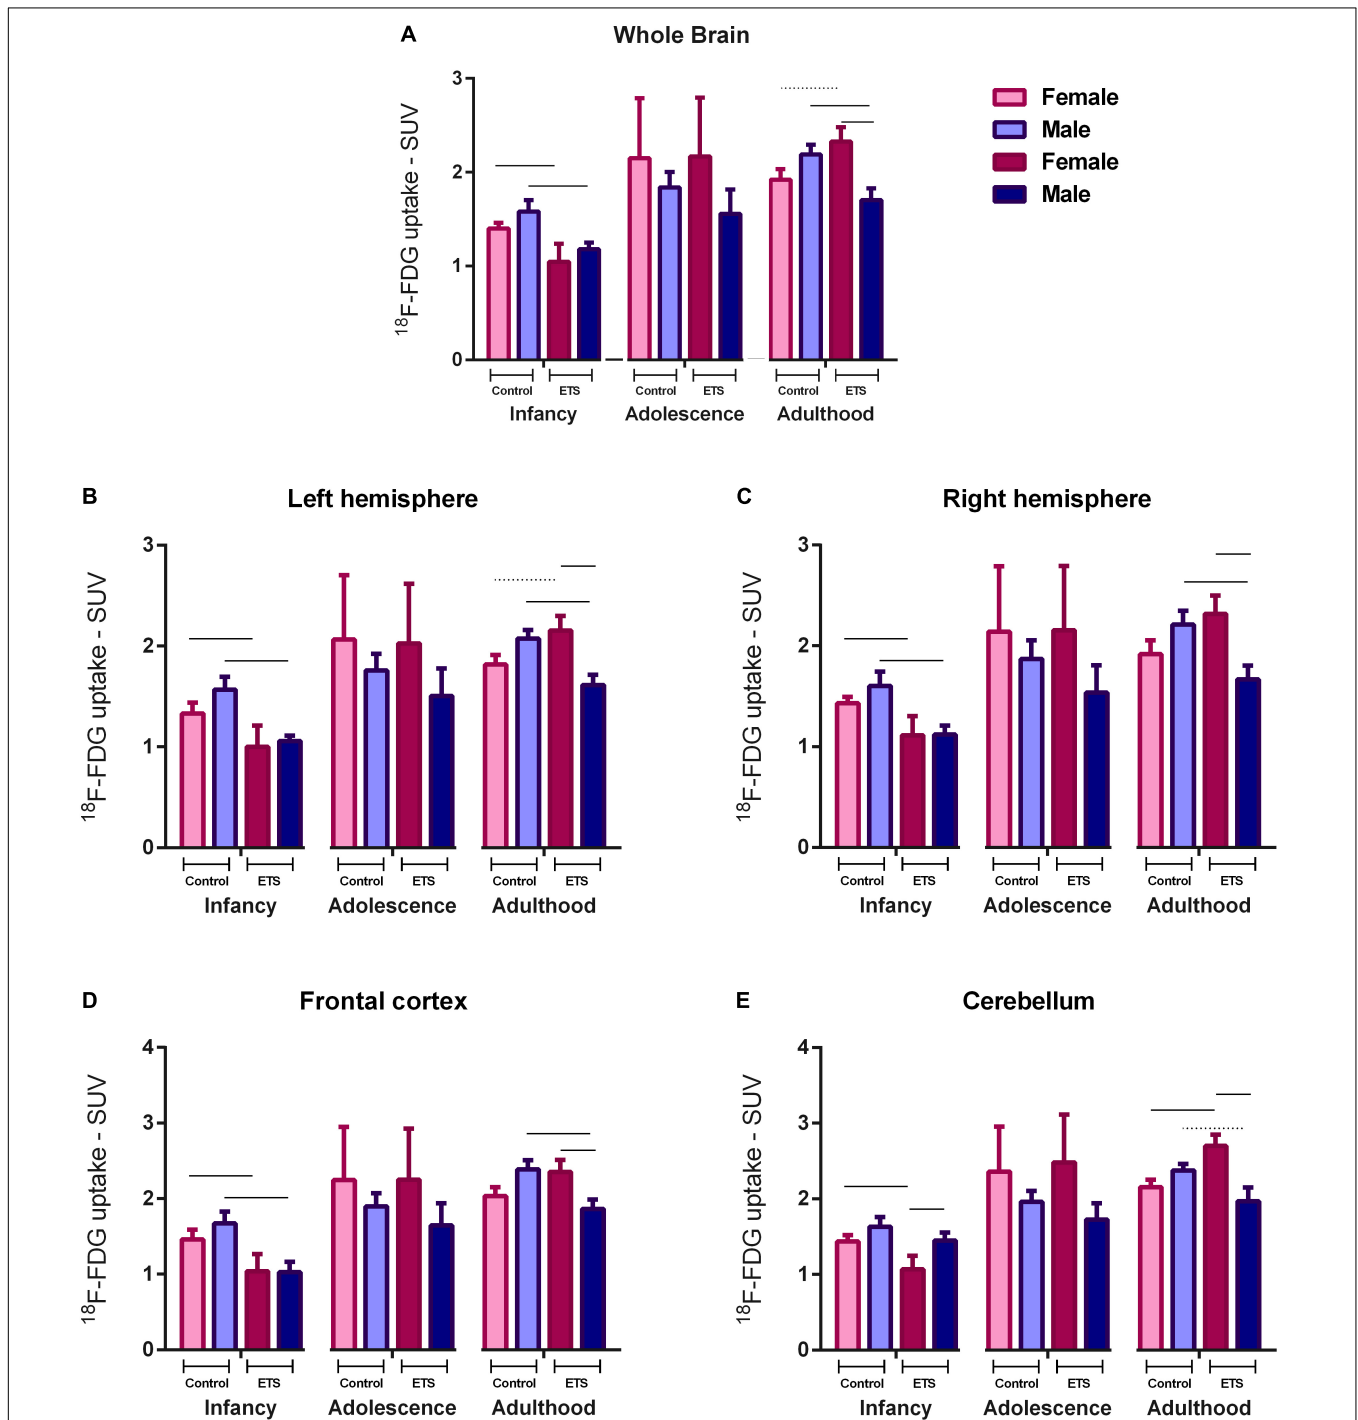 A
Whole Brain
18F-FDG uptake - SUV
3
2
1
0
Control ETS Control ETS Control ETS
Infancy Adolescence Adulthood
Female
Male
Female
Male
B
Left hemisphere
18F-FDG uptake - SUV
3
2
1
0
Control ETS Control ETS Control ETS
Infancy Adolescence Adulthood
C
Right hemisphere
18F-FDG uptake - SUV
3
2
1
0
Control ETS Control ETS Control ETS
Infancy Adolescence Adulthood
D
Frontal cortex
18F-FDG uptake - SUV
4
3
2
1
0
Control ETS Control ETS Control ETS
Infancy Adolescence Adulthood
E
Cerebellum
18F-FDG uptake - SUV
4
3
2
1
0
Control ETS Control ETS Control ETS
Infancy Adolescence Adulthood